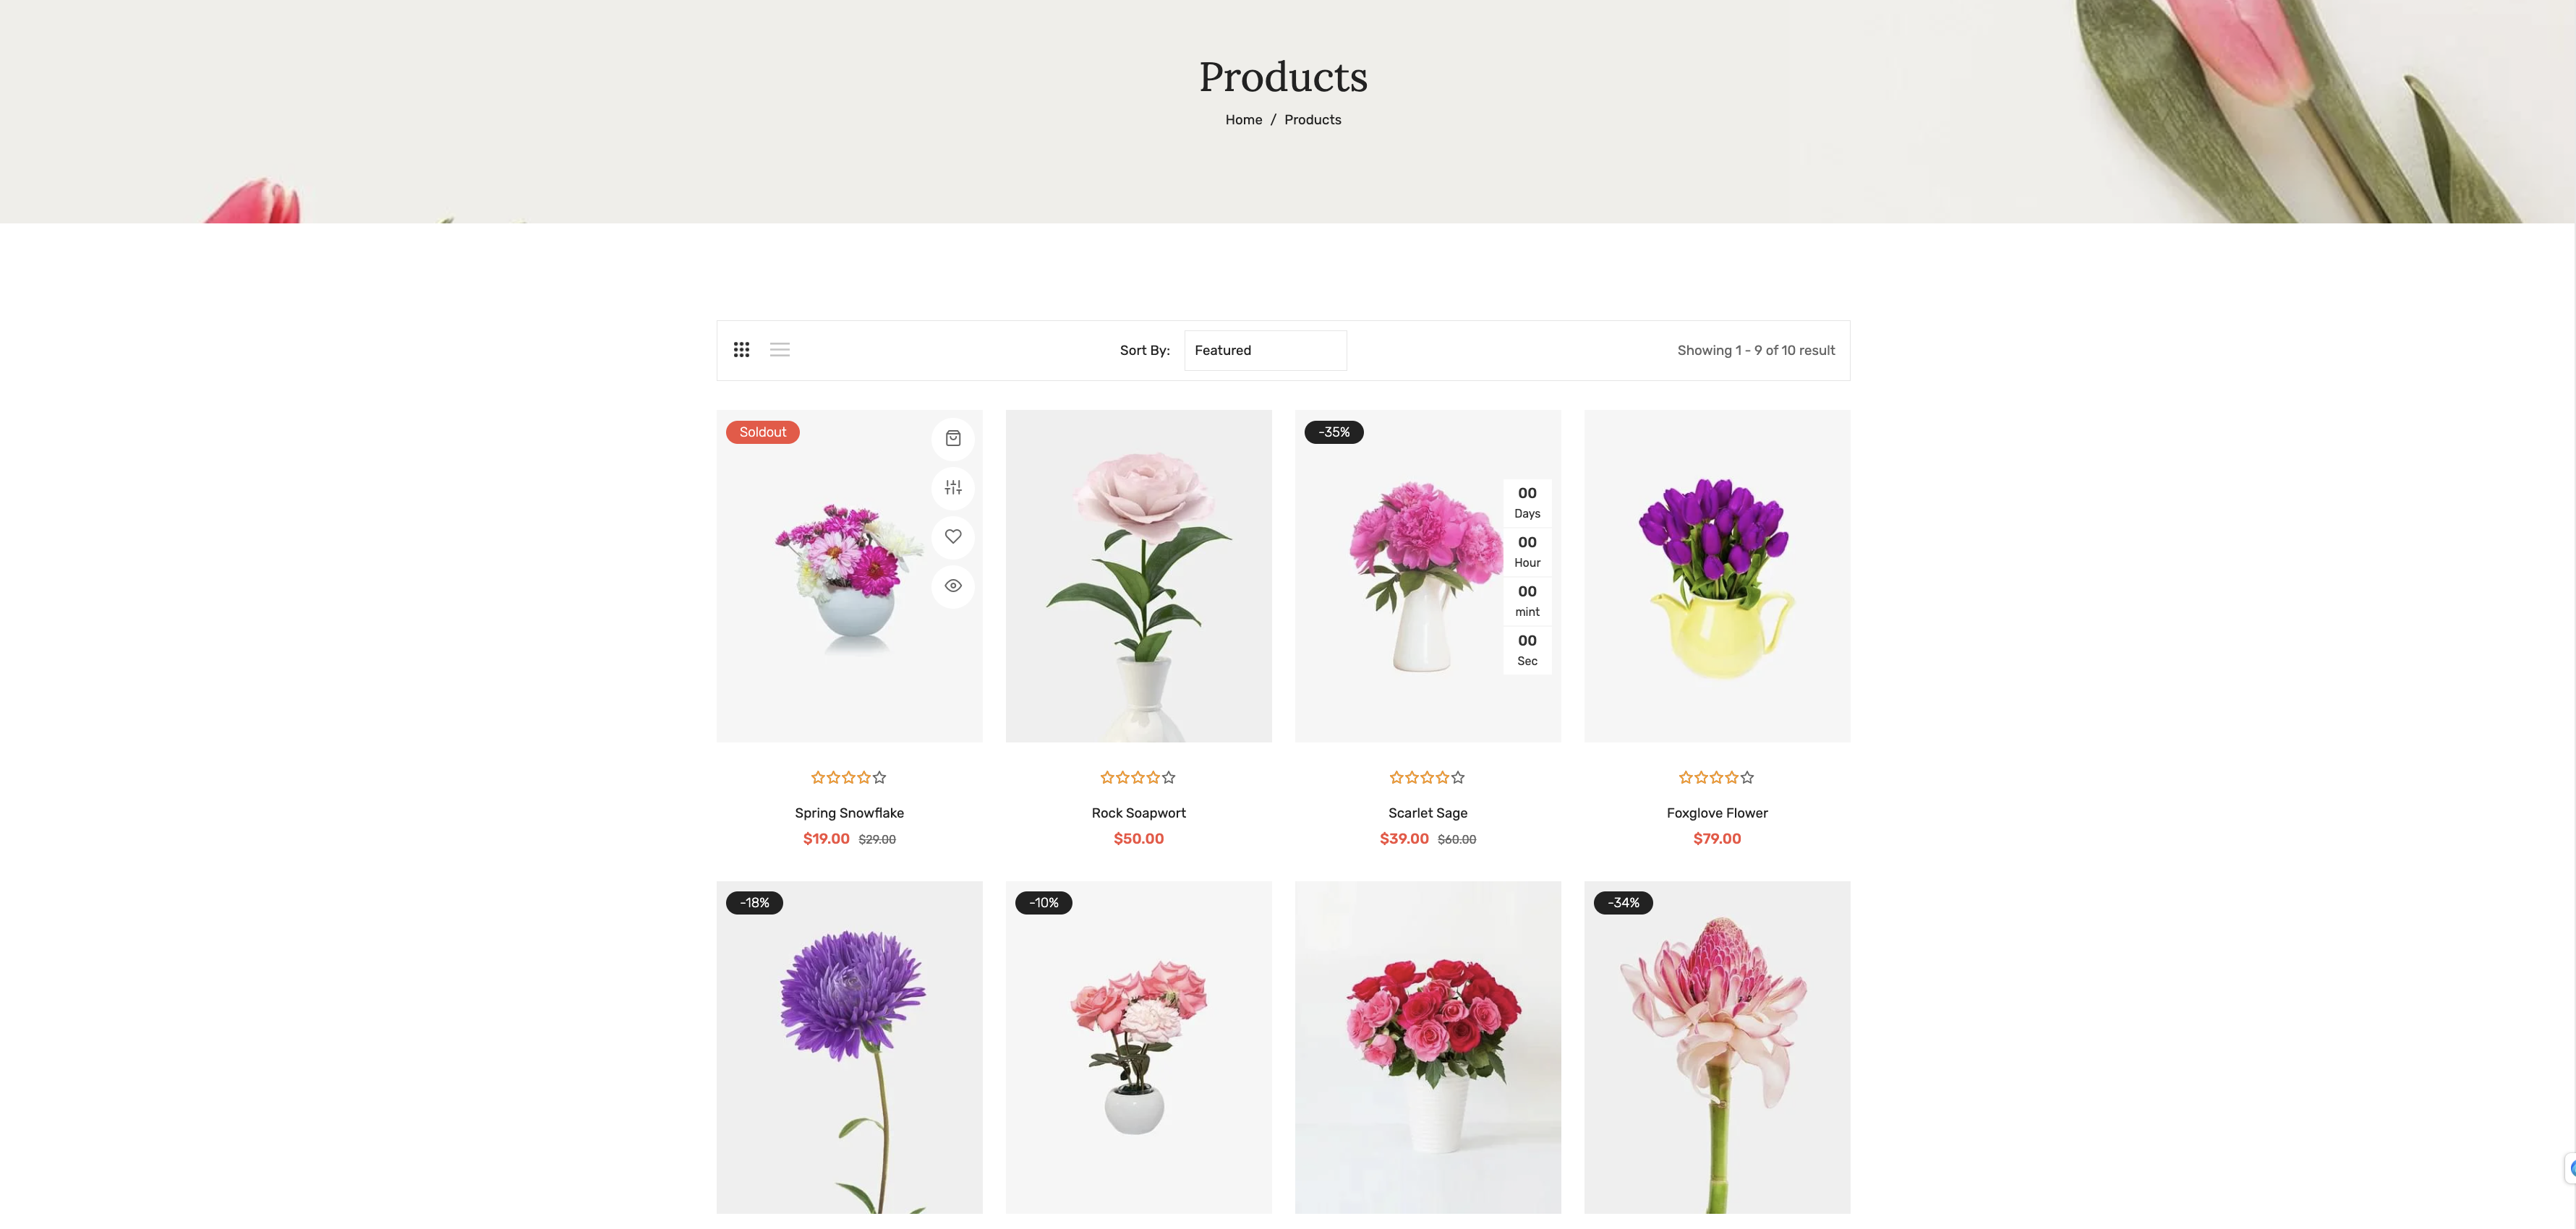 Products
Home / Products
Sort By: Featured Showing 1 - 9 of 10 result
Soldout
-35%
00
Days
00
Hour
00
mint
00
Sec
Spring Snowflake
$19.00 $29.00
Rock Soapwort
$50.00
Scarlet Sage
$39.00 $60.00
Foxglove Flower
$79.00
-18%
-10%
-34%